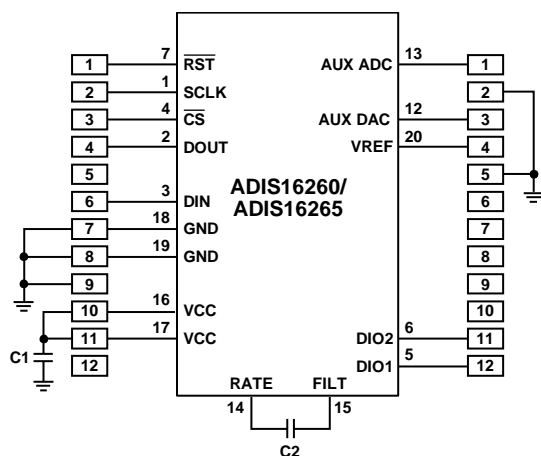 1 7 RST AUX ADC 13 1
2 1 SCLK 2
3 4 CS AUX DAC 12 3
4 2 DOUT VREF 20 4
5 5
ADIS16260/
ADIS16265
6 3 DIN 6
7 18 GND 7
8 19 GND 8
9 9
10 16 VCC 10
11 17 VCC DIO2 6 11
C1
12 DIO1 5 12
RATE FILT
14 15
C2